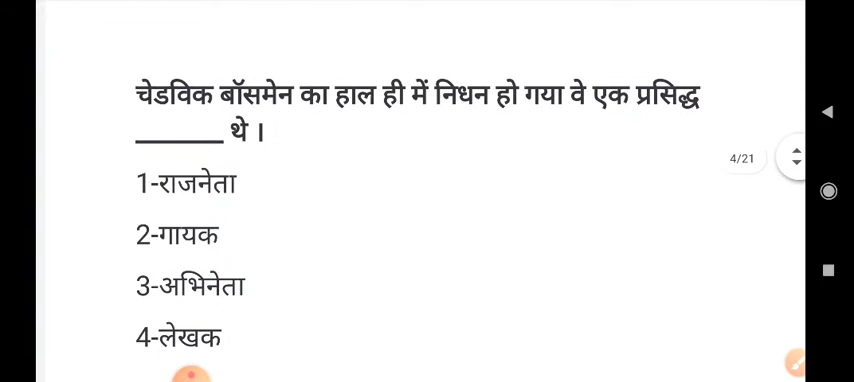 चेडविक बॉसमेन का हाल ही में निधन हो गया वे एक प्रसिद्ध
_______ थे ।
4/21
1-राजनेता
2-गायक
3-अभिनेता
4-लेखक